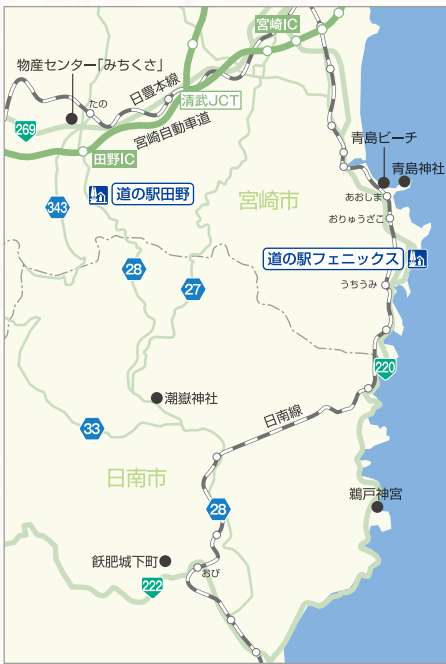 宮崎IC
物産センター「みちくさ」
日豊本線
たの
清武JCT
宮崎自動車道
269
田野IC
青島ビーチ
青島神社
道の駅田野
あおしま
宮崎市
343
おりゅうざこ
道の駅フェニックス
28
27
うちうみ
220
潮嶽神社
日南線
33
日南市
鵜戸神宮
28
飫肥城下町
おび
222